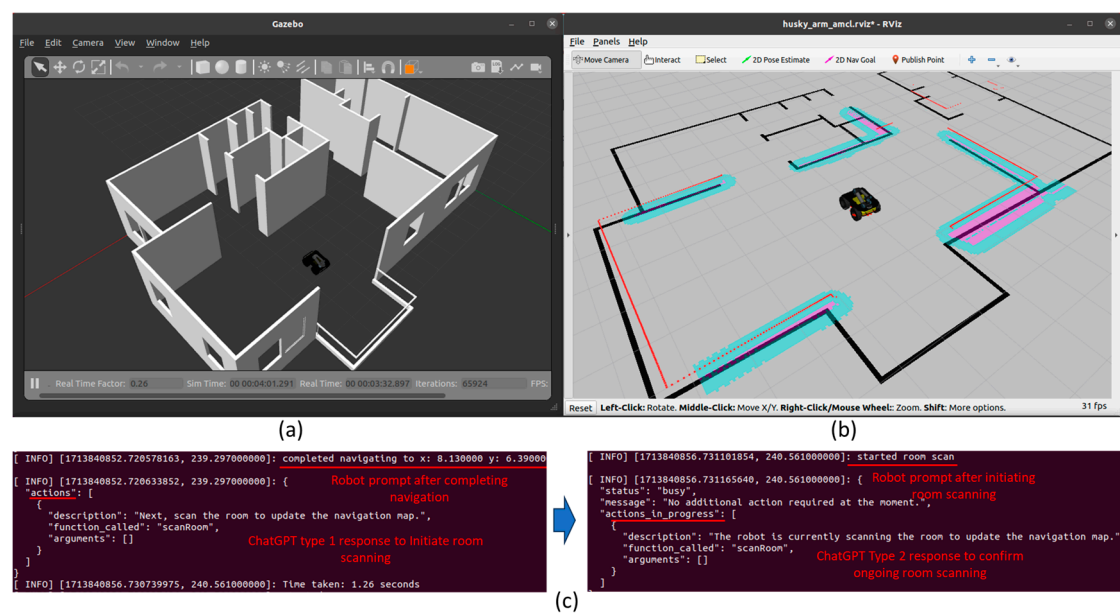 Gazebo
File Edit Camera View Window Help
Real Time Factor: 0.26 Sim Time: 00 00:04:01.291 Real Time: 00 00:03:32.897 Iterations: 65924 FPS:
(a)
husky_arm_amcl.rviz* - RViz
File Panels Help
Move Camera Interact Select 2D Pose Estimate 2D Nav Goal Publish Point
Reset Left-Click: Rotate. Middle-Click: Move X/Y. Right-Click/Mouse Wheel:: Zoom. Shift: More options. 31 fps
(b)
[ INFO] [1713840852.720578163, 239.297000000]: completed navigating to x: 8.130000 y: 6.39000
Robot prompt after completing
navigation
[ INFO] [1713840852.720633852, 239.297000000]: {
"actions": [
{
"description": "Next, scan the room to update the navigation map.",
"function_called": "scanRoom",
"arguments": []
}
]
}
ChatGPT type 1 response to Initiate room
scanning
[ INFO] [1713840856.730739975, 240.561000000]: Time taken: 1.26 seconds
[ INFO] [1713840856.731101854, 240.561000000]: started room scan
Robot prompt after initiating
room scanning
[ INFO] [1713840856.731165640, 240.561000000]: {
"status": "busy",
"message": "No additional action required at the moment.",
"actions_in_progress": [
{
"description": "The robot is currently scanning the room to update the navigation map."
"function_called": "scanRoom",
"arguments": []
}
]
ChatGPT Type 2 response to confirm
ongoing room scanning
(c)